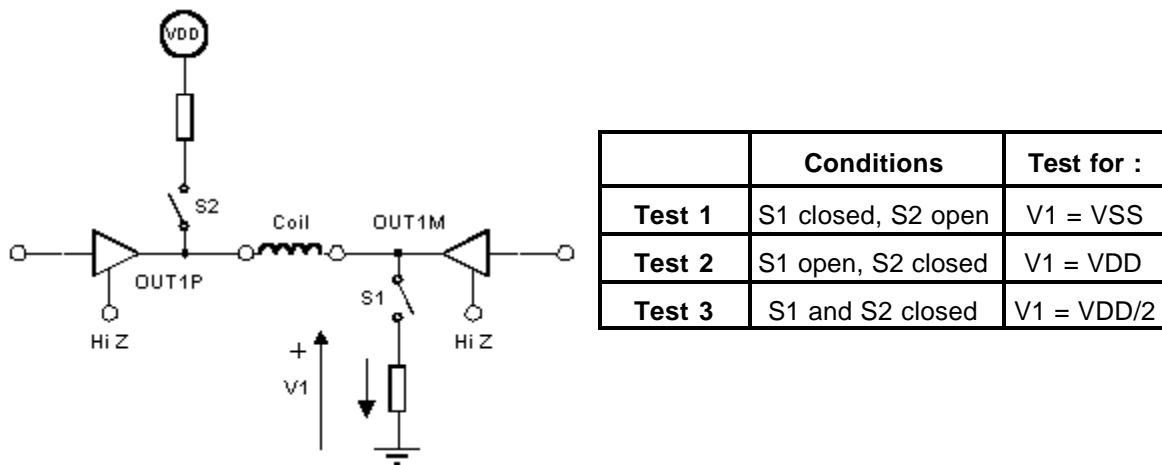 VDD
S2
Coil
OUT1M
OUT1P
S1
Hi Z
Hi Z
+
V1
Conditions Test for :
Test 1 S1 closed, S2 open V1 = VSS
Test 2 S1 open, S2 closed V1 = VDD
Test 3 S1 and S2 closed V1 = VDD/2